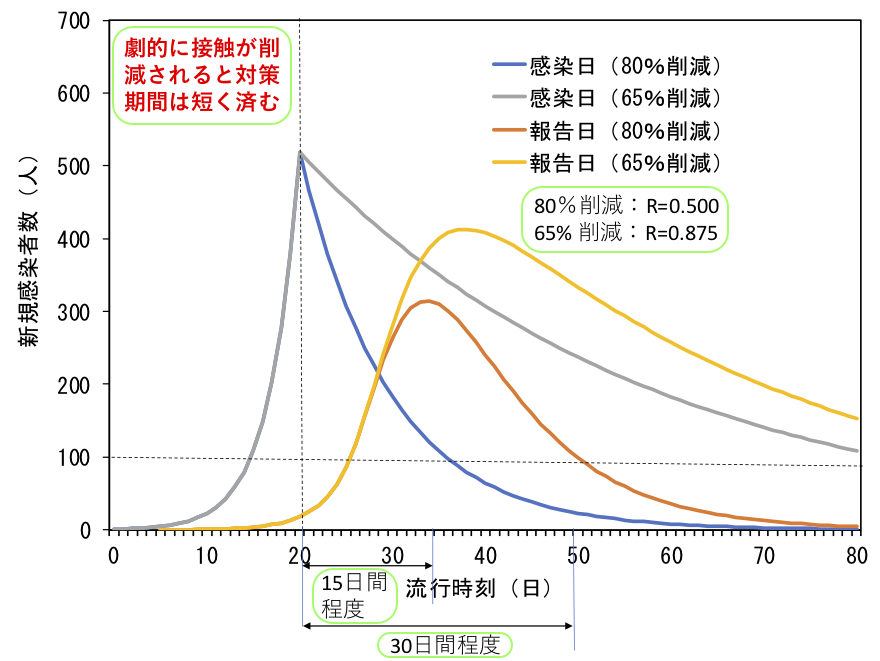 700
600
500
400
300
200
100
0
新規感染者数（人）
劇的に接触が削
減されると対策
期間は短く済む
感染日（80%削減）
感染日（65%削減）
報告日（80%削減）
報告日（65%削減）
80％削減：R=0.500
65% 削減：R=0.875
0 10 20 30 40 50 60 70 80
流行時刻（日）
15日間
程度
30日間程度